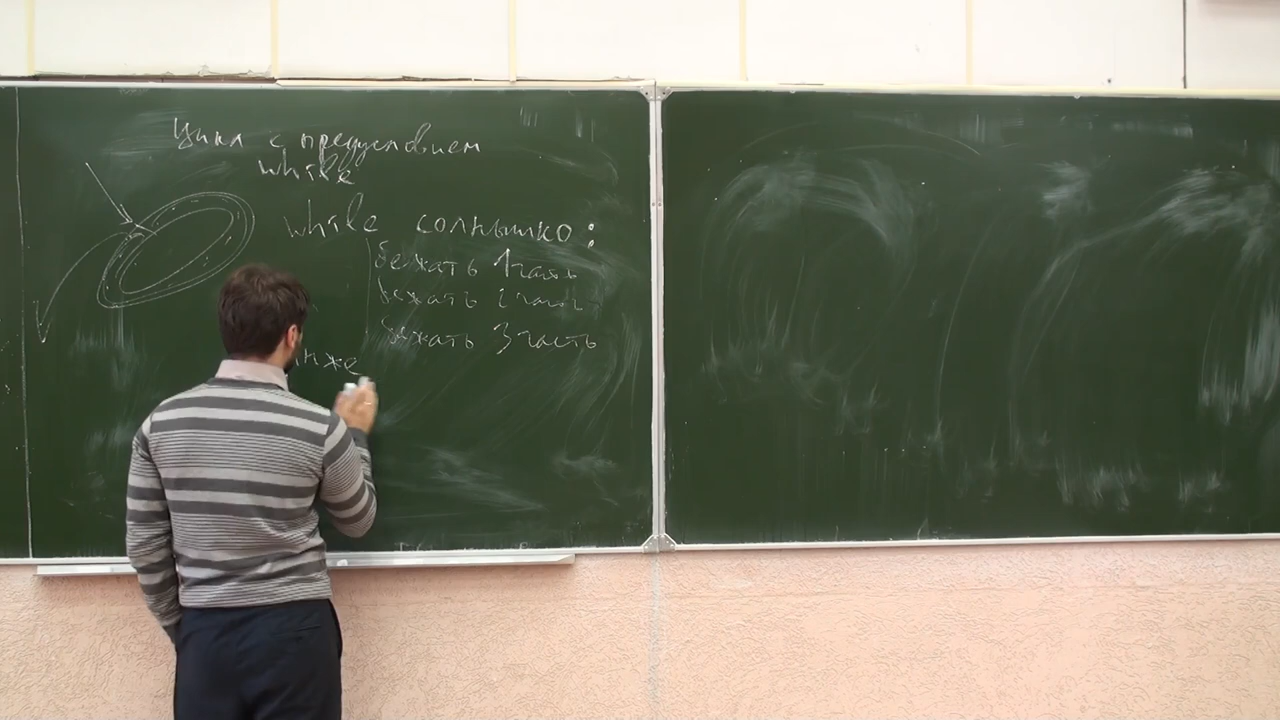 Цикл с предусловием
while
while солнышко:
бежать 1 часть
бежать 2 часть
бежать 3 часть